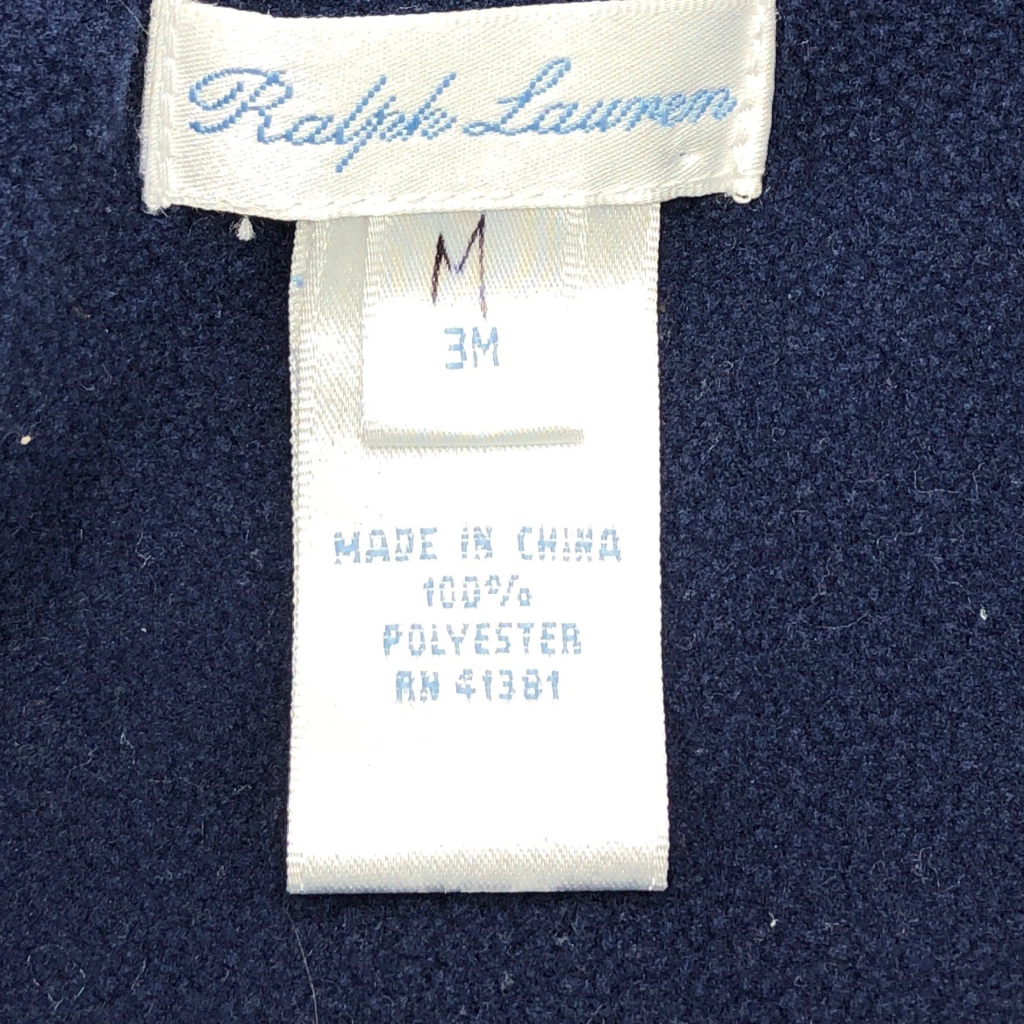 Ralph Lauren
M
3M
MADE IN CHINA
100%
POLYESTER
RN 41381